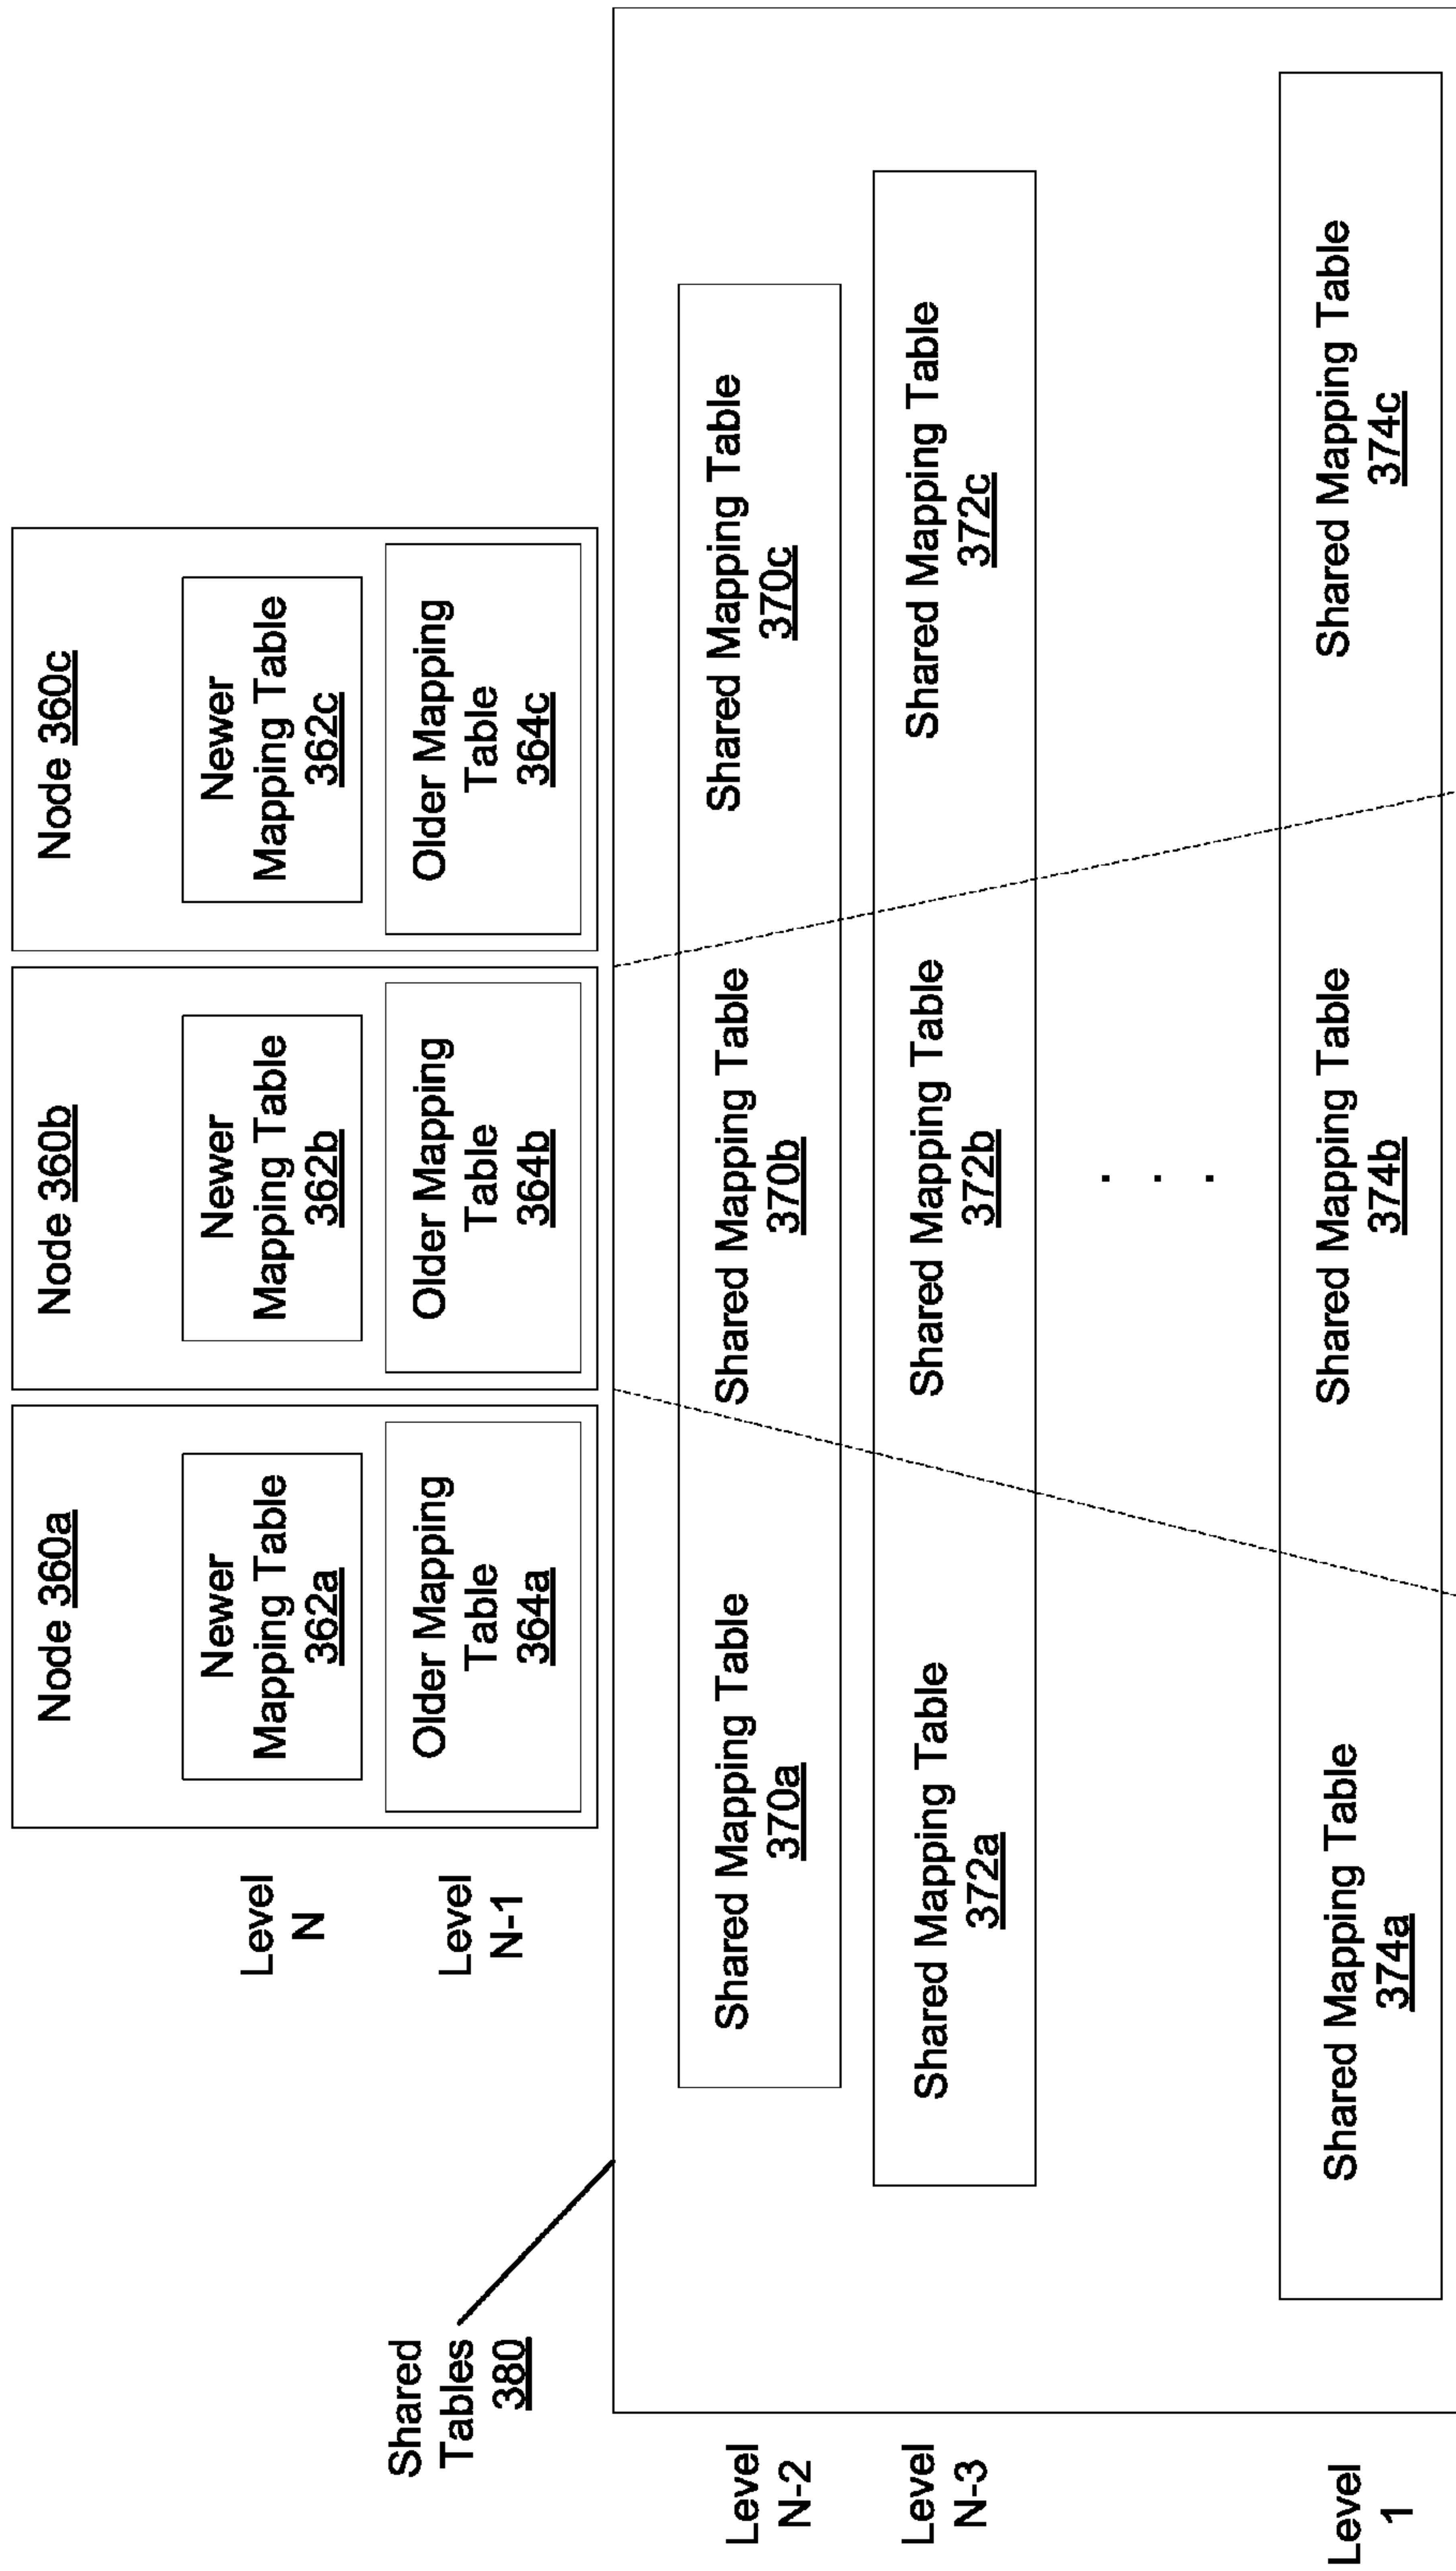 Node 360a
Newer
Mapping Table
362a
Older Mapping
Table
364a
Node 360b
Newer
Mapping Table
362b
Older Mapping
Table
364b
Node 360c
Newer
Mapping Table
362c
Older Mapping
Table
364c
Level
N
Level
N-1
Shared
Tables
380
Level
N-2
Shared Mapping Table
370a
Shared Mapping Table
370b
Shared Mapping Table
370c
Level
N-3
Shared Mapping Table
372a
Shared Mapping Table
372b
Shared Mapping Table
372c
. . .
Level
1
Shared Mapping Table
374a
Shared Mapping Table
374b
Shared Mapping Table
374c